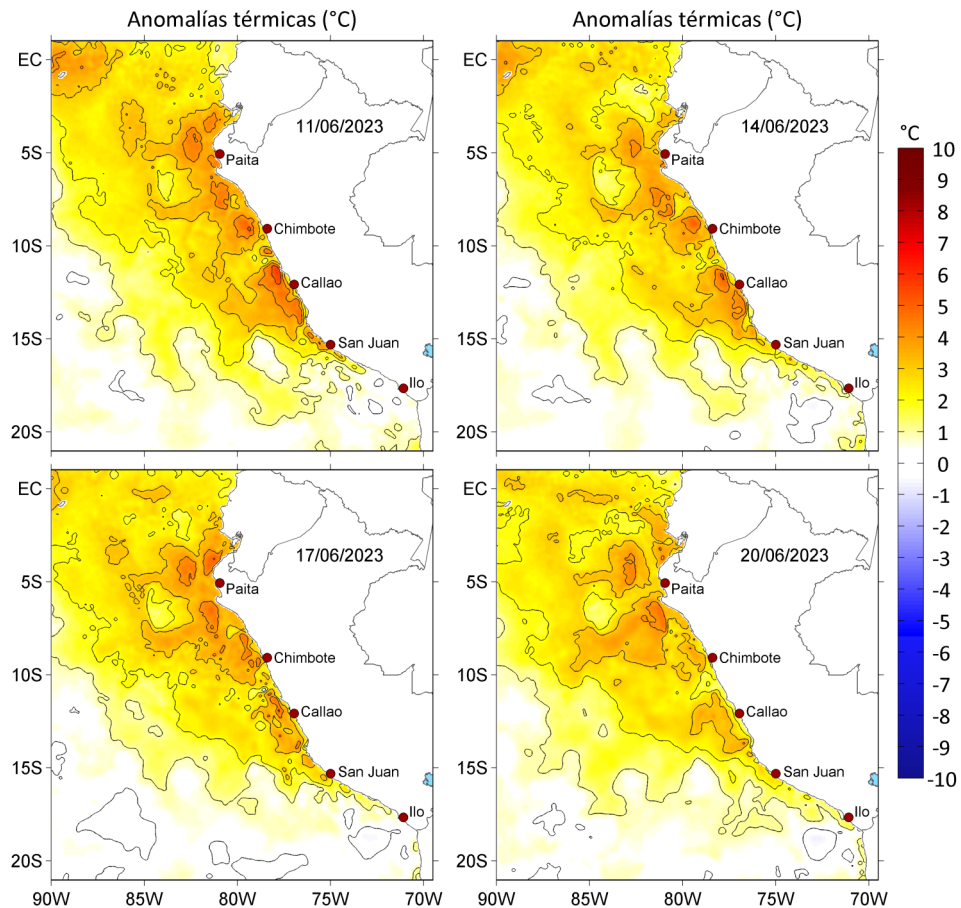 Anomalías térmicas (°C)
Anomalías térmicas (°C)
EC
5S
10S
15S
20S
11/06/2023
Paita
Chimbote
Callao
San Juan
Ilo
14/06/2023
EC
5S
10S
15S
20S
Paita
Chimbote
Callao
San Juan
Ilo
°C
10
9
8
7
6
5
4
3
2
1
0
-1
-2
-3
-4
-5
-6
-7
-8
-9
-10
EC
5S
10S
15S
20S
17/06/2023
Paita
Chimbote
Callao
San Juan
Ilo
90W
85W
80W
75W
70W
EC
5S
10S
15S
20S
20/06/2023
Paita
Chimbote
Callao
San Juan
Ilo
90W
85W
80W
75W
70W